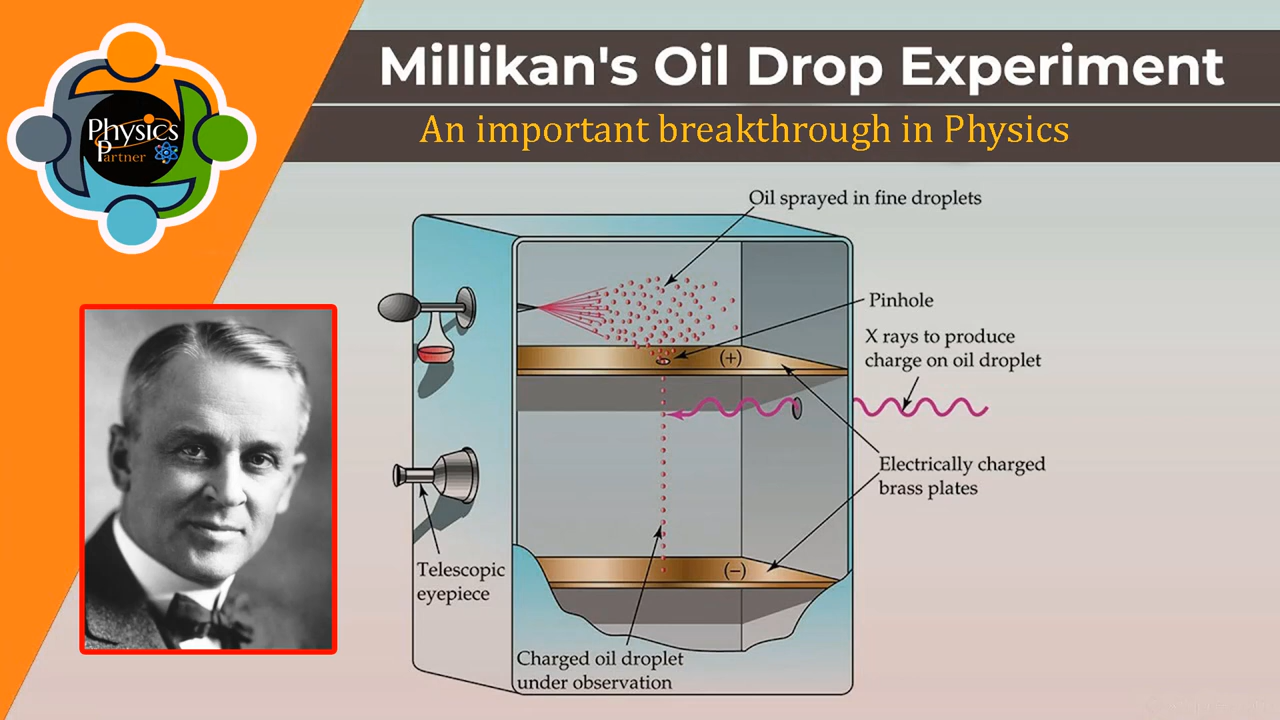 Millikan's Oil Drop Experiment
An important breakthrough in Physics
Physics
Partner
Oil sprayed in fine droplets
Pinhole
X rays to produce
charge on oil droplet
(+)
Electrically charged
brass plates
(−)
Telescopic
eyepiece
Charged oil droplet
under observation